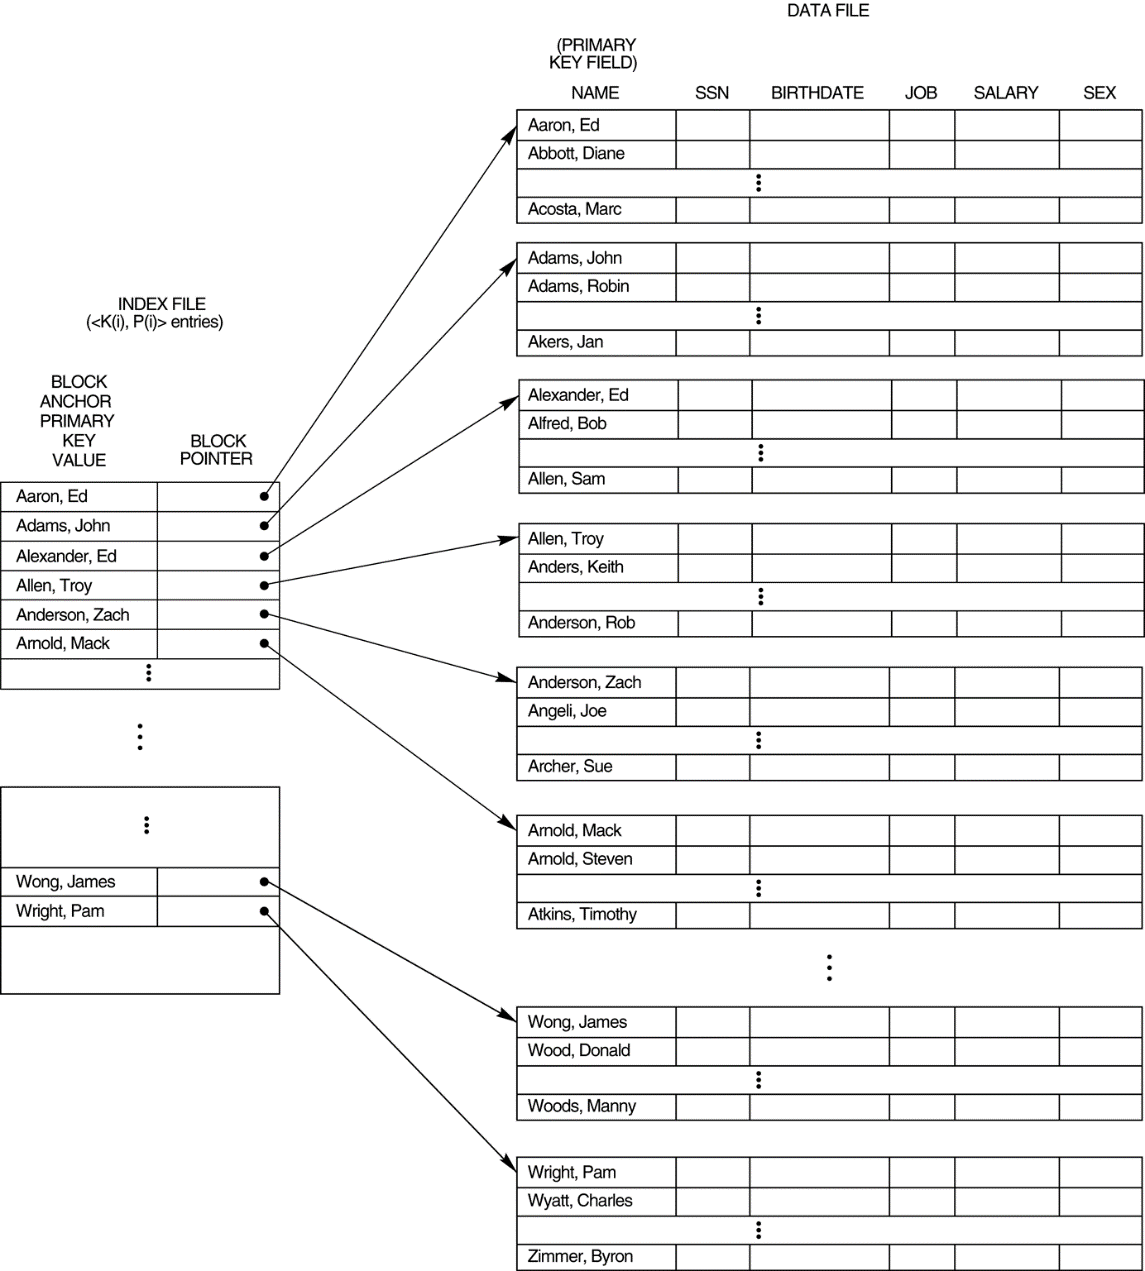 DATA FILE
(PRIMARY
KEY FIELD)
NAME SSN BIRTHDATE JOB SALARY SEX
Aaron, Ed
Abbott, Diane
Acosta, Marc
Adams, John
Adams, Robin
Akers, Jan
Alexander, Ed
Alfred, Bob
Allen, Sam
Allen, Troy
Anders, Keith
Anderson, Rob
Anderson, Zach
Angeli, Joe
Archer, Sue
Arnold, Mack
Arnold, Steven
Atkins, Timothy
Wong, James
Wood, Donald
Woods, Manny
Wright, Pam
Wyatt, Charles
Zimmer, Byron
INDEX FILE
(<K(i), P(i)> entries)
BLOCK
ANCHOR
PRIMARY
KEY
VALUE
BLOCK
POINTER
Aaron, Ed
Adams, John
Alexander, Ed
Allen, Troy
Anderson, Zach
Arnold, Mack
Wong, James
Wright, Pam